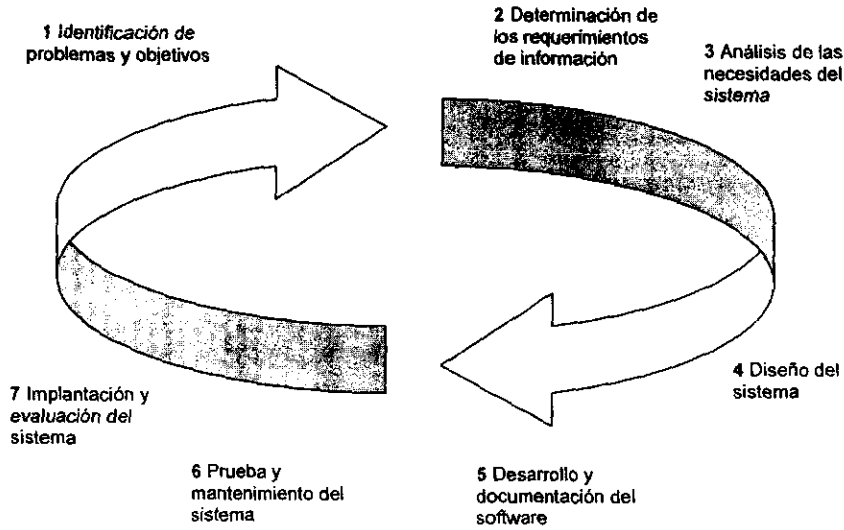 1 Identificación de
problemas y objetivos
2 Determinación de
los requerimientos
de información
3 Análisis de las
necesidades del
sistema
4 Diseño del
sistema
5 Desarrollo y
documentación del
software
6 Prueba y
mantenimiento del
sistema
7 Implantación y
evaluación del
sistema